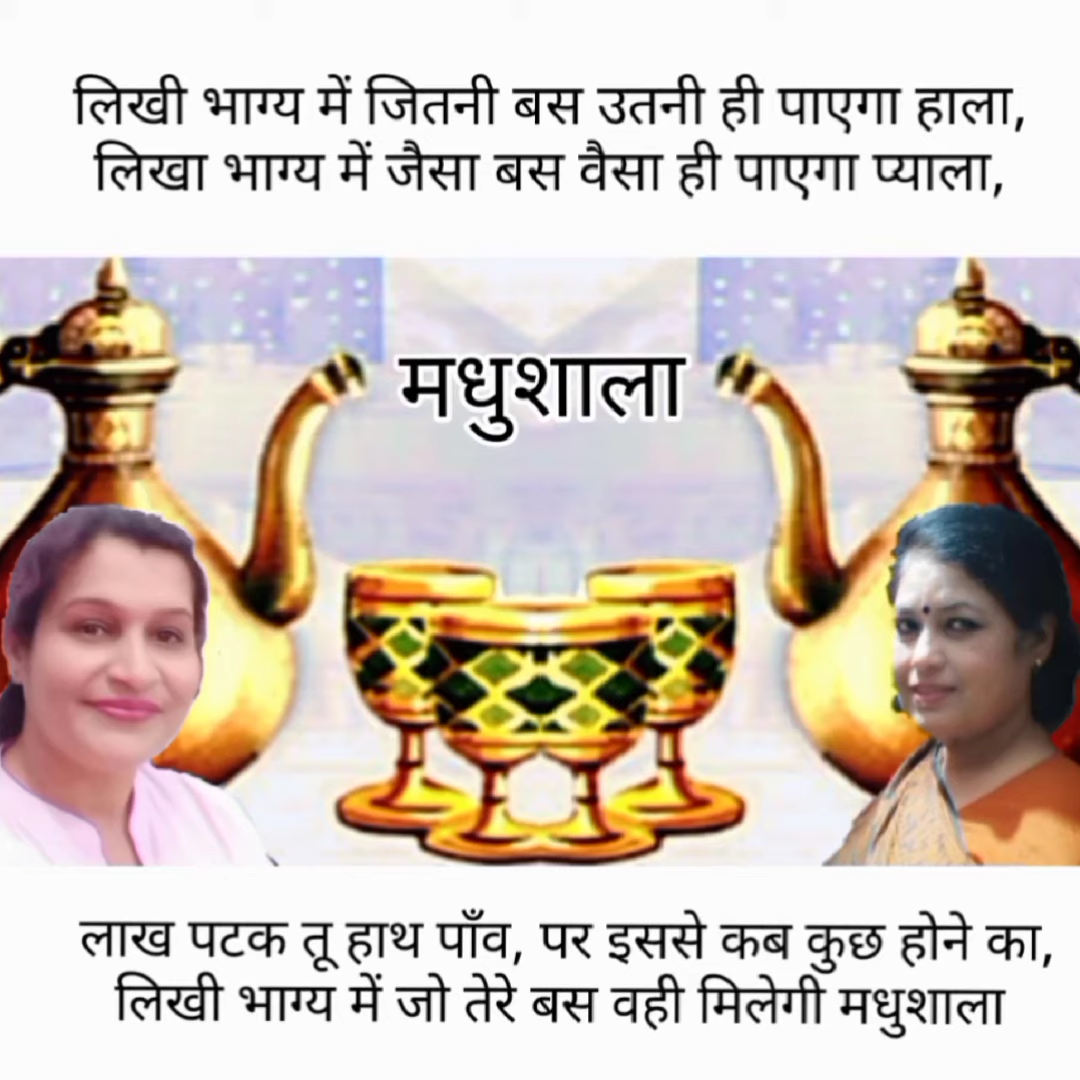 लिखी भाग्य में जितनी बस उतनी ही पाएगा हाला,
लिखा भाग्य में जैसा बस वैसा ही पाएगा प्याला,
मधुशाला
लाख पटक तू हाथ पाँव, पर इससे कब कुछ होने का,
लिखी भाग्य में जो तेरे बस वही मिलेगी मधुशाला